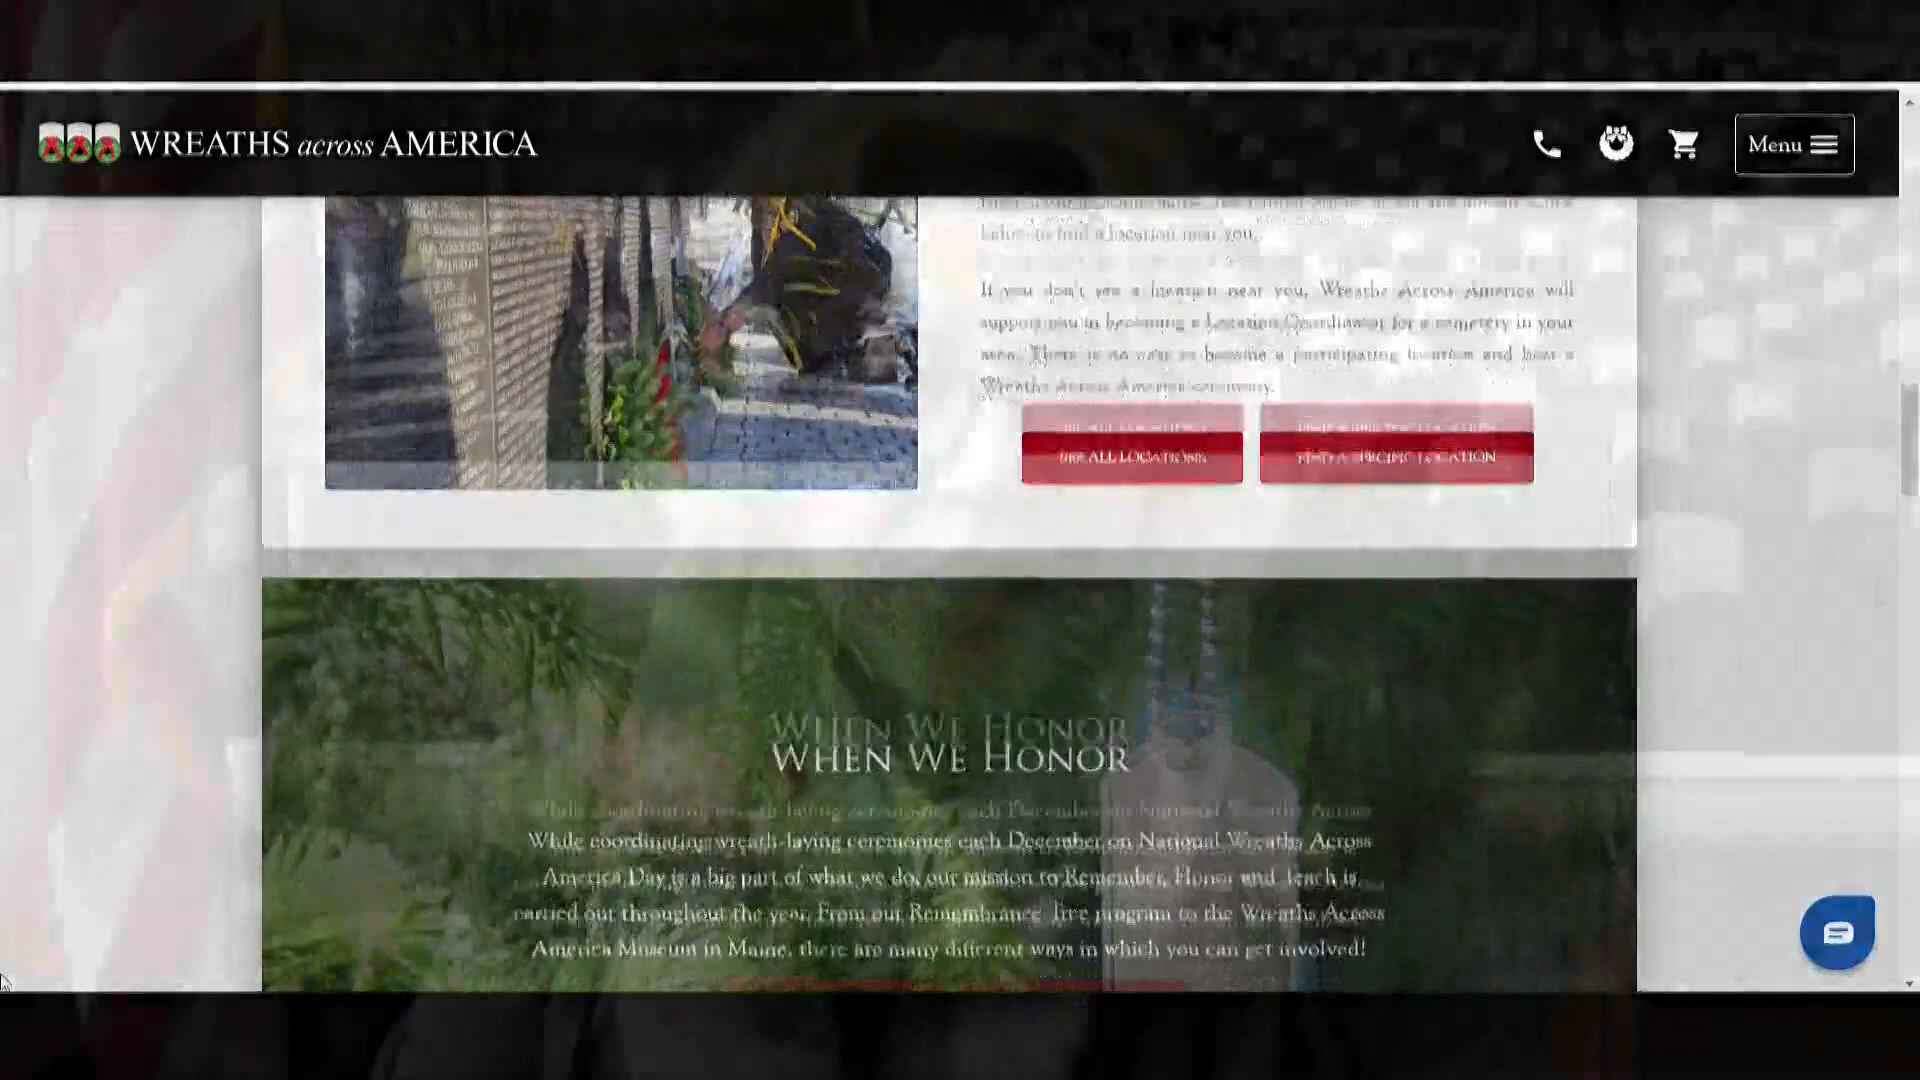 WREATHS across AMERICA
Menu
below to find a location near you.
If you don't see a location near you, Wreaths Across America will
support you in becoming a Location Coordinator for a cemetery in your
area. There is no cost to become a participating location and host a
Wreaths Across America ceremony.
SEE ALL LOCATIONS
FIND A SPECIFIC LOCATION
WHEN WE HONOR
While coordinating wreath-laying ceremonies each December on National Wreaths Across
America Day is a big part of what we do, our mission to Remember, Honor and Teach is
carried out throughout the year. From our Remembrance Tree program to the Wreaths Across
America Museum in Maine, there are many different ways in which you can get involved!